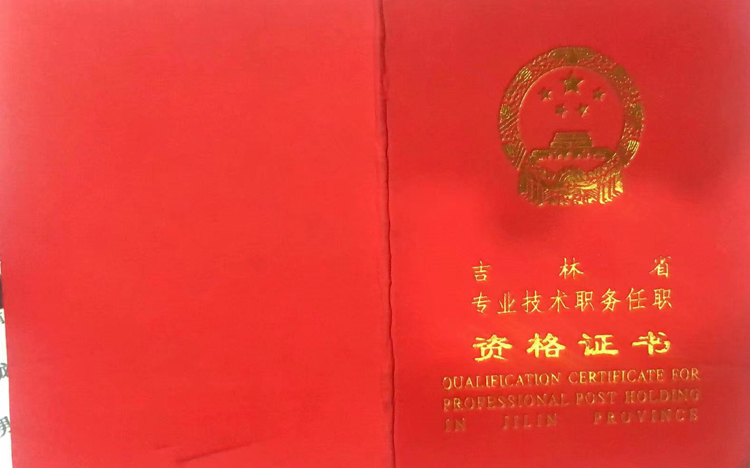 吉林省
专业技术职务任职
资格证书
QUALIFICATION CERTIFICATE FOR
PROFESSIONAL POST HOLDING
IN JILIN PROVINCE